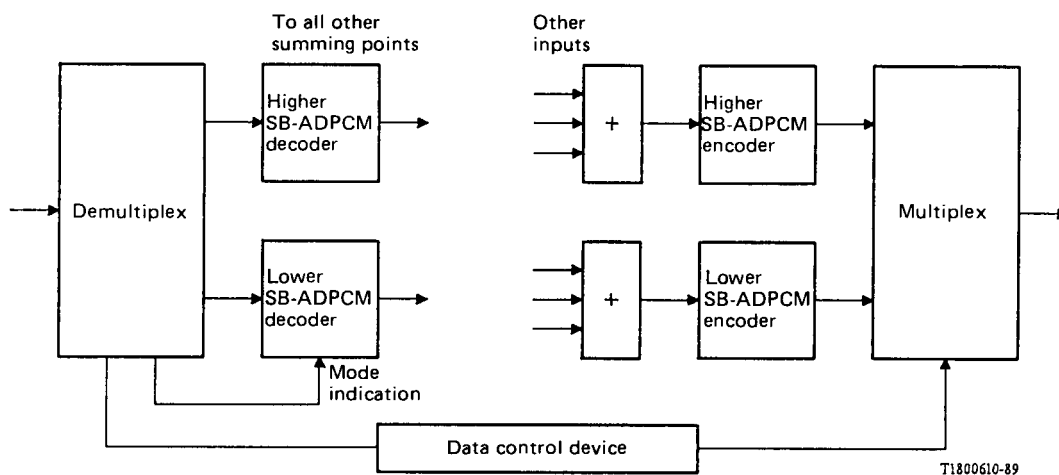 To all other
summing points
Other
inputs
Demultiplex
Higher
SB-ADPCM
decoder
+
Higher
SB-ADPCM
encoder
Multiplex
Lower
SB-ADPCM
decoder
+
Lower
SB-ADPCM
encoder
Mode
indication
Data control device
T1800610-89